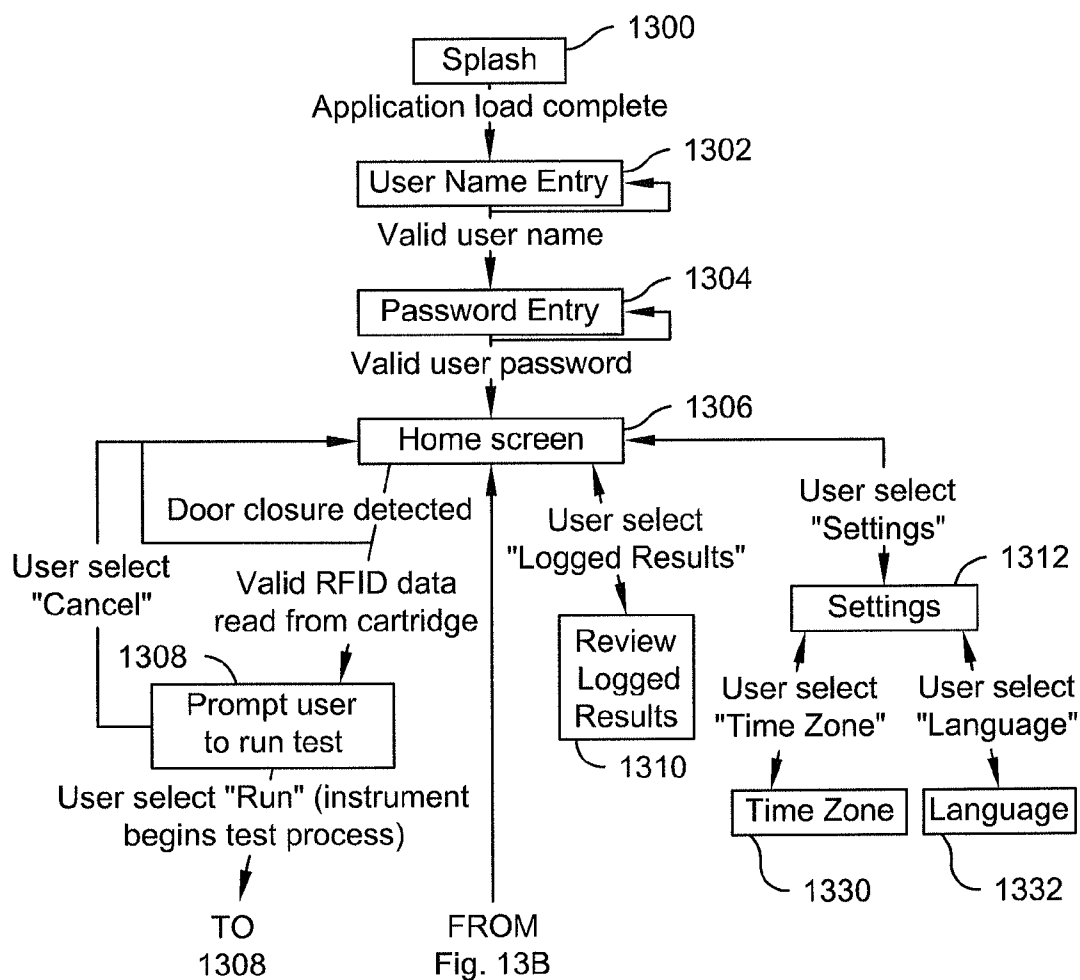 1300
Splash
Application load complete
1302
User Name Entry
Valid user name
1304
Password Entry
Valid user password
1306
Home screen
Door closure detected
User select
"Cancel"
Valid RFID data
read from cartridge
1308
Prompt user
to run test
User select "Run" (instrument
begins test process)
TO
1308
FROM
Fig. 13B
User select
"Logged Results"
Review
Logged
Results
1310
User select
"Settings"
1312
Settings
User select
"Time Zone"
User select
"Language"
Time Zone
Language
1330
1332